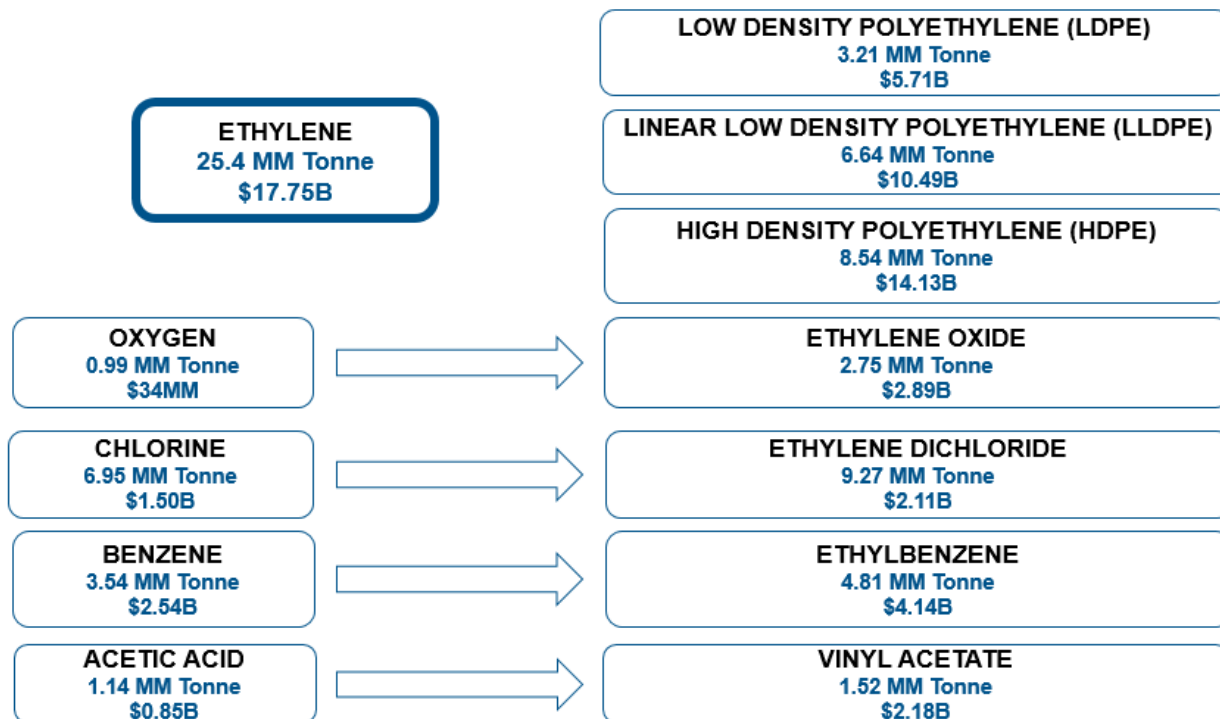 ETHYLENE
25.4 MM Tonne
$17.75B
LOW DENSITY POLYETHYLENE (LDPE)
3.21 MM Tonne
$5.71B
LINEAR LOW DENSITY POLYETHYLENE (LLDPE)
6.64 MM Tonne
$10.49B
HIGH DENSITY POLYETHYLENE (HDPE)
8.54 MM Tonne
$14.13B
OXYGEN
0.99 MM Tonne
$34MM
ETHYLENE OXIDE
2.75 MM Tonne
$2.89B
CHLORINE
6.95 MM Tonne
$1.50B
ETHYLENE DICHLORIDE
9.27 MM Tonne
$2.11B
BENZENE
3.54 MM Tonne
$2.54B
ETHYLBENZENE
4.81 MM Tonne
$4.14B
ACETIC ACID
1.14 MM Tonne
$0.85B
VINYL ACETATE
1.52 MM Tonne
$2.18B